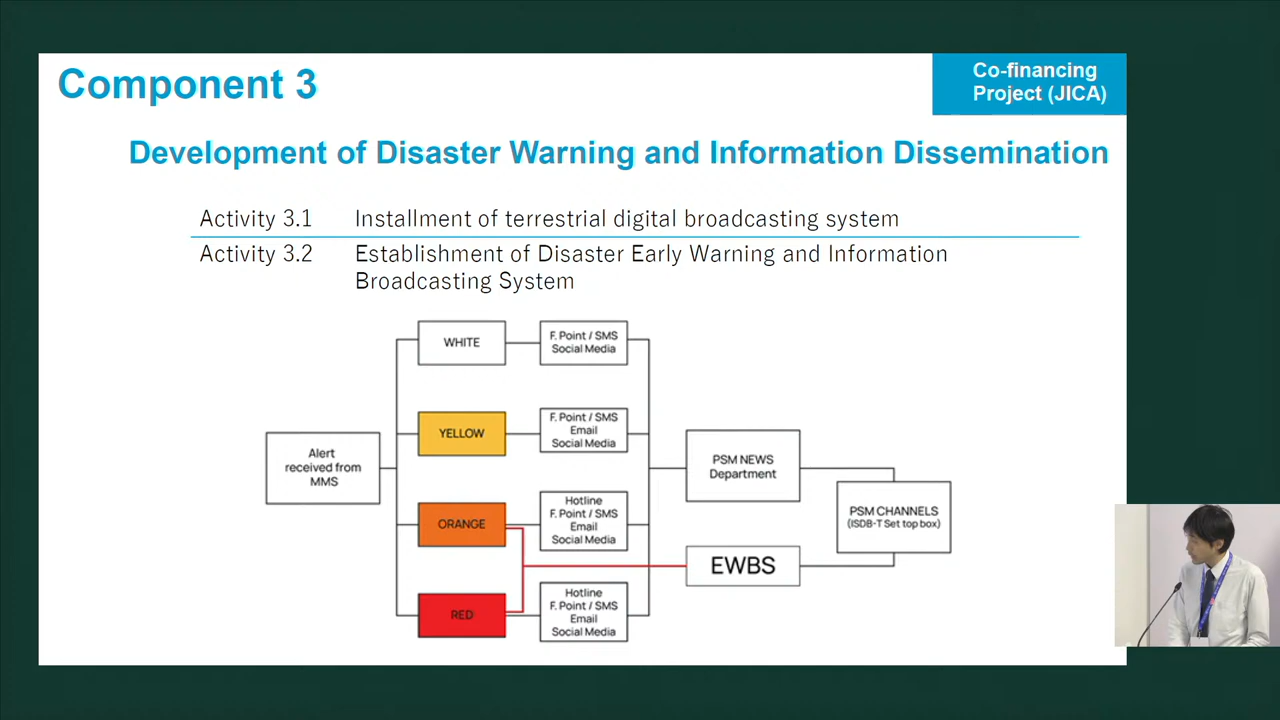 Component 3
Co-financing
Project (JICA)
Development of Disaster Warning and Information Dissemination
Activity 3.1 Installment of terrestrial digital broadcasting system
Activity 3.2 Establishment of Disaster Early Warning and Information
Broadcasting System
Alert
received from
MMS
WHITE
F. Point / SMS
Social Media
YELLOW
F. Point / SMS
Email
Social Media
ORANGE
Hotline
F. Point / SMS
Email
Social Media
RED
Hotline
F. Point / SMS
Email
Social Media
PSM NEWS
Department
EWBS
PSM CHANNELS
(ISDB-T Set top box)